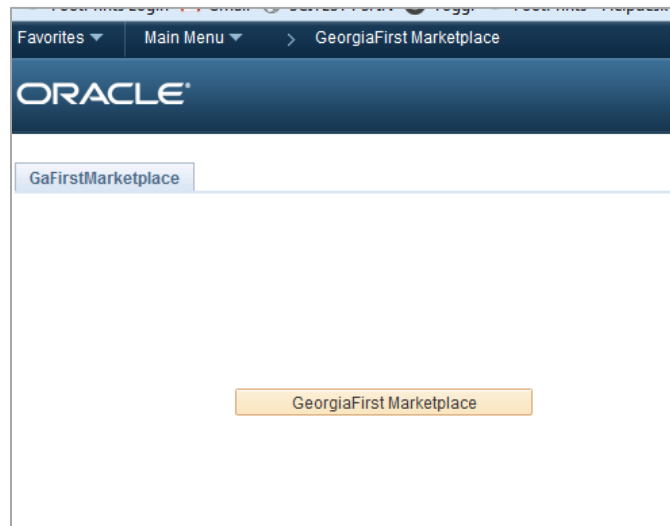 Favorites Main Menu > GeorgiaFirst Marketplace
ORACLE®
GaFirstMarketplace
GeorgiaFirst Marketplace